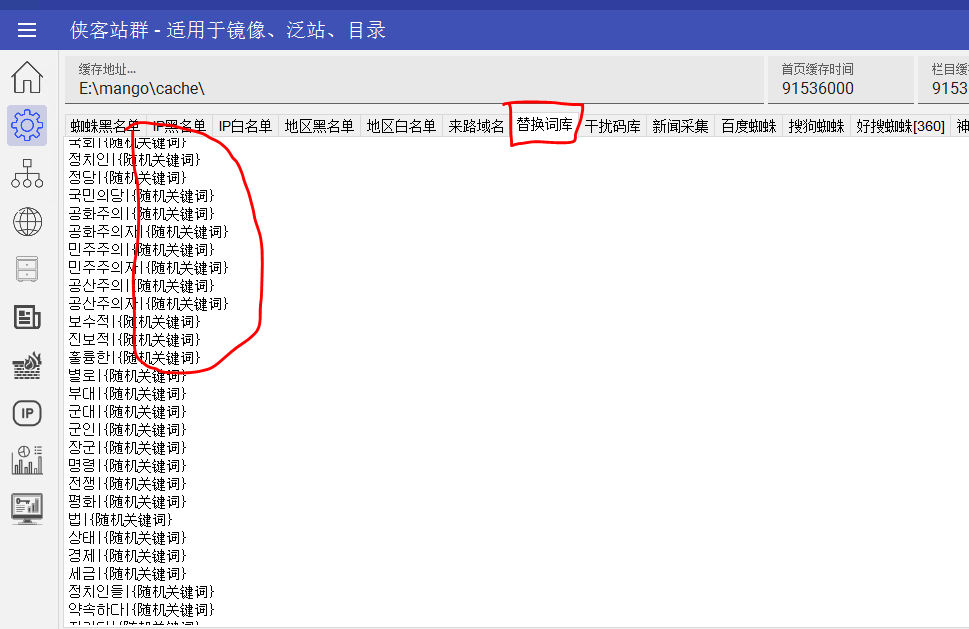 侠客站群 - 适用于镜像、泛站、目录
缓存地址...
首页缓存时间
E:\mango\cache\
91536000
蜘蛛黑名单 IP黑名单 IP白名单 地区黑名单 地区白名单 来路域名 替换词库 干扰码库 新闻采集 百度蜘蛛 搜狗蜘蛛 好搜蜘蛛[360]
국회|{随机关键词}
정치인|{随机关键词}
정당|{随机关键词}
국민의당|{随机关键词}
공화주의|{随机关键词}
공화주의자|{随机关键词}
민주주의|{随机关键词}
민주주의자|{随机关键词}
공산주의|{随机关键词}
공산주의자|{随机关键词}
보수적|{随机关键词}
진보적|{随机关键词}
훌륭한|{随机关键词}
별로|{随机关键词}
부대|{随机关键词}
군대|{随机关键词}
군인|{随机关键词}
장군|{随机关键词}
명령|{随机关键词}
전쟁|{随机关键词}
평화|{随机关键词}
법|{随机关键词}
상태|{随机关键词}
경제|{随机关键词}
세금|{随机关键词}
정치인들|{随机关键词}
약속하다|{随机关键词}
IP